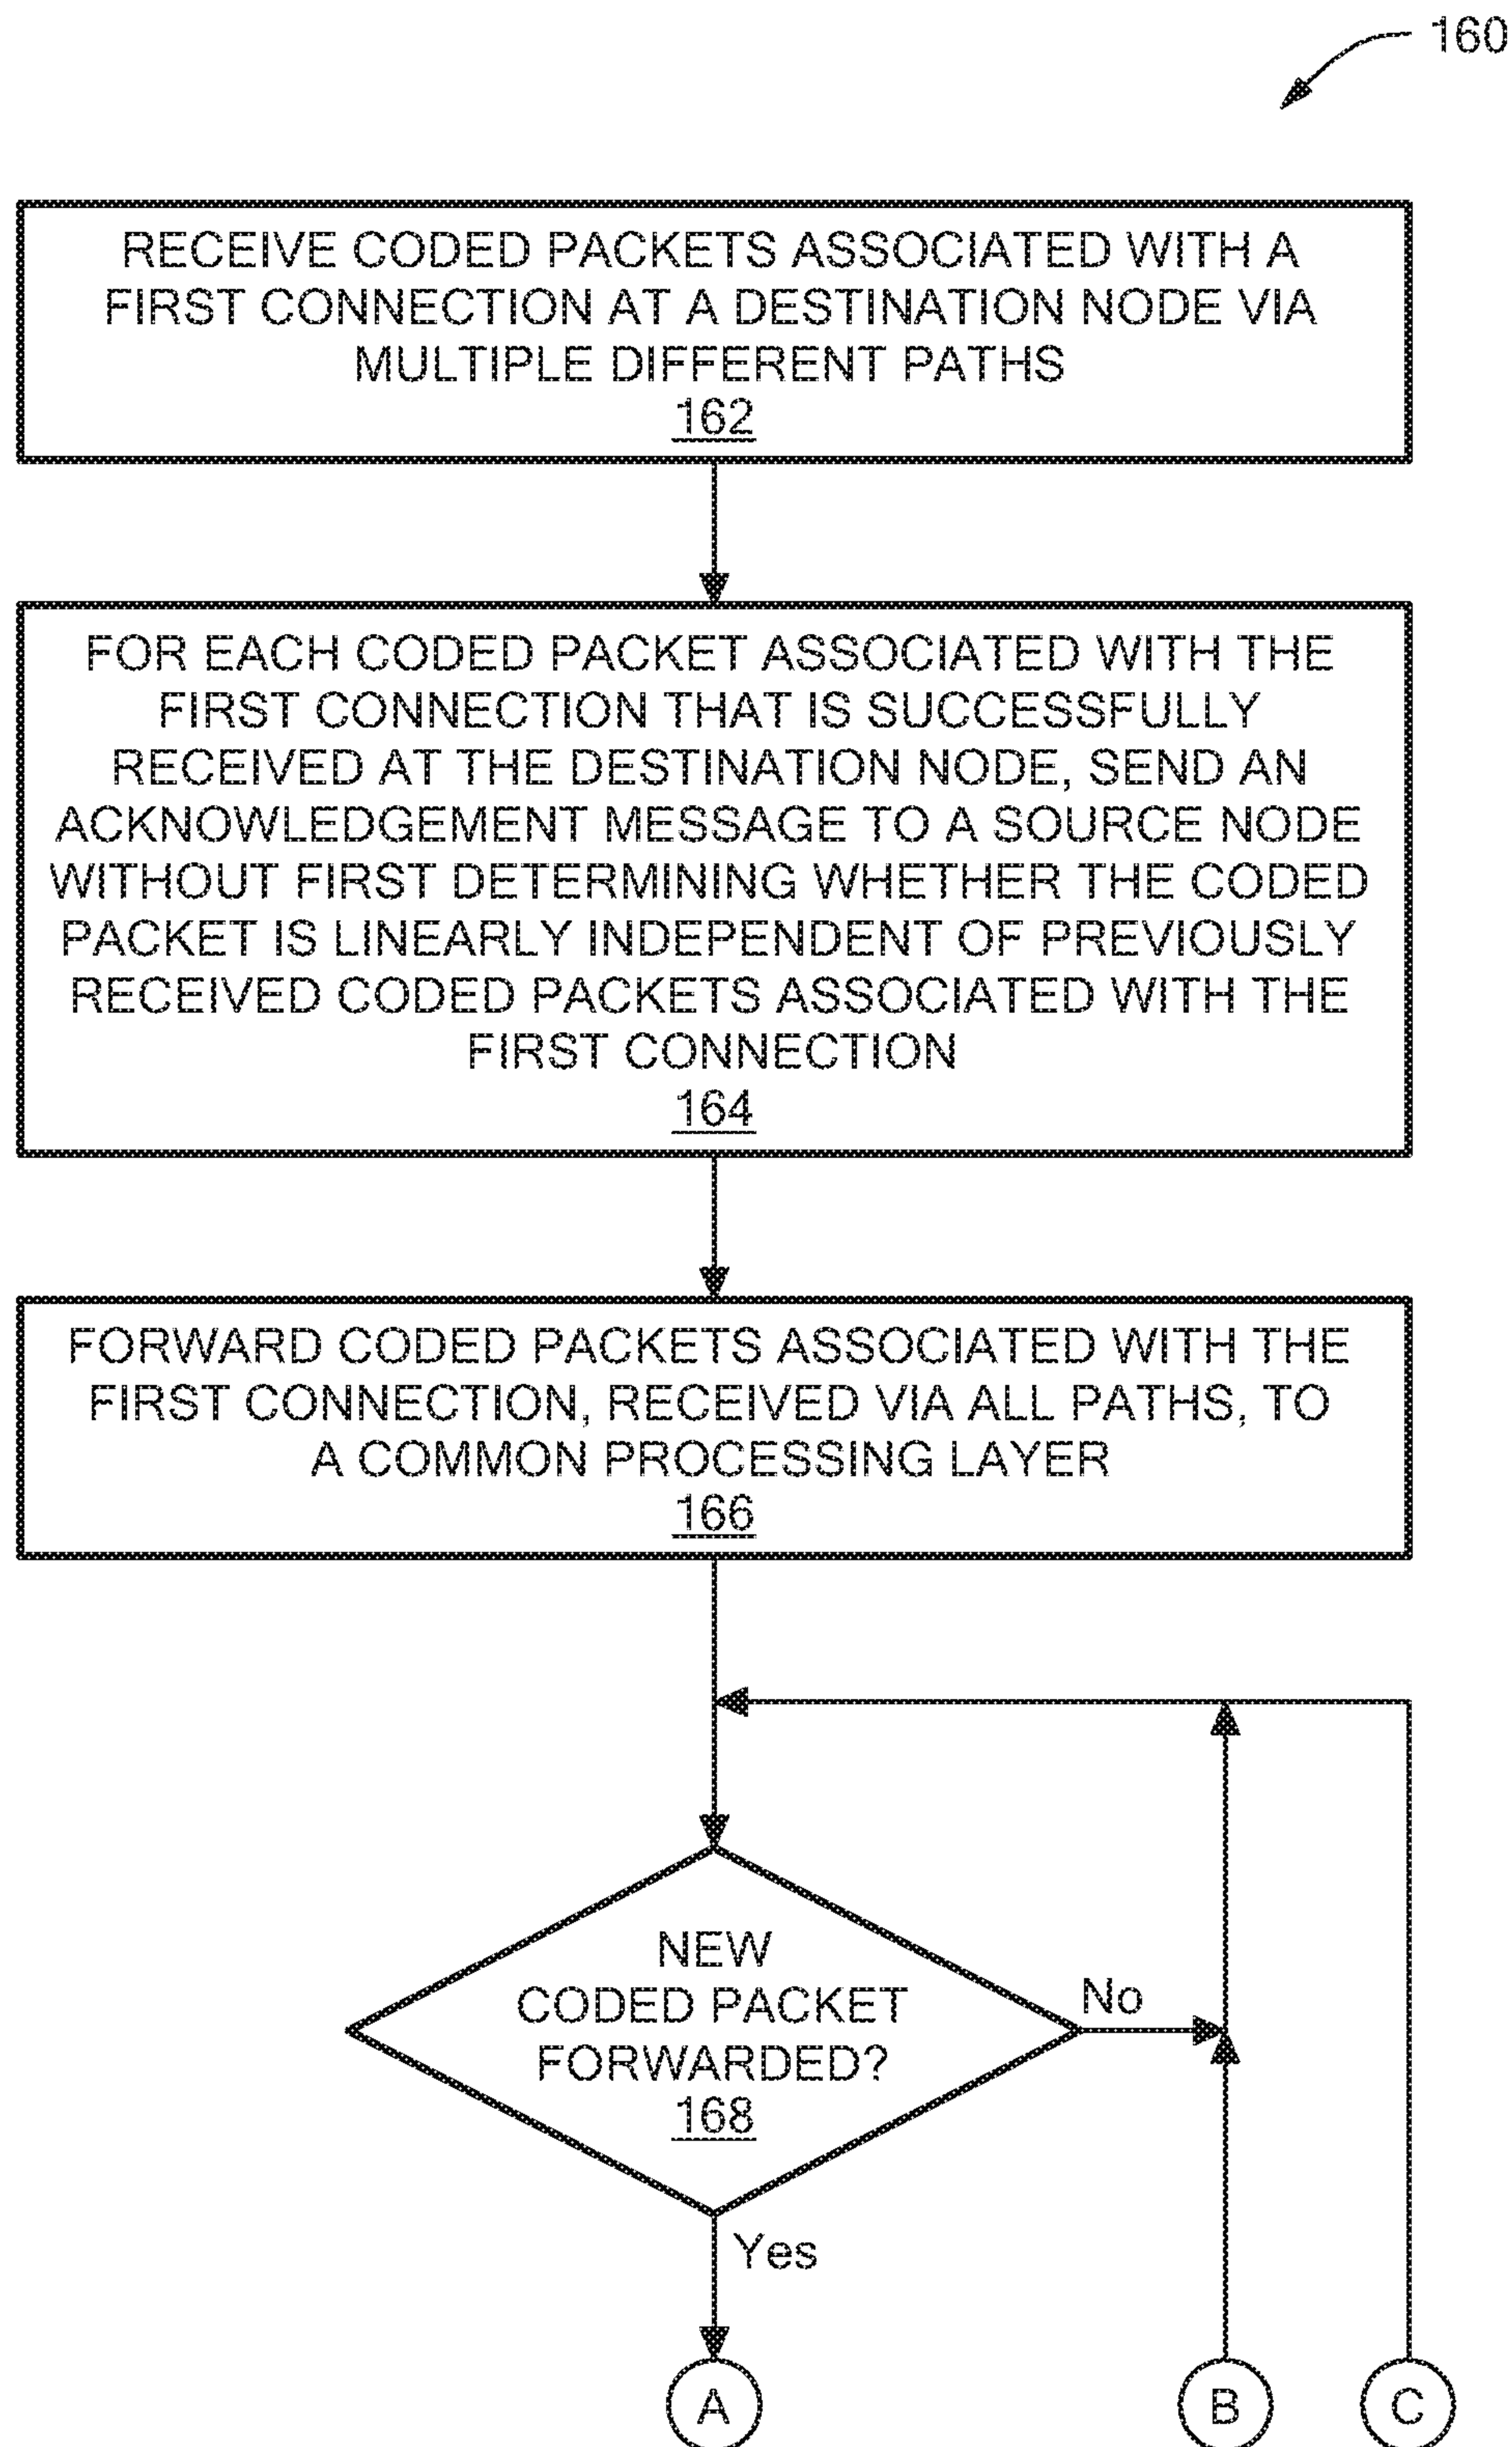 160
RECEIVE CODED PACKETS ASSOCIATED WITH A
FIRST CONNECTION AT A DESTINATION NODE VIA
MULTIPLE DIFFERENT PATHS
162
FOR EACH CODED PACKET ASSOCIATED WITH THE
FIRST CONNECTION THAT IS SUCCESSFULLY
RECEIVED AT THE DESTINATION NODE, SEND AN
ACKNOWLEDGEMENT MESSAGE TO A SOURCE NODE
WITHOUT FIRST DETERMINING WHETHER THE CODED
PACKET IS LINEARLY INDEPENDENT OF PREVIOUSLY
RECEIVED CODED PACKETS ASSOCIATED WITH THE
FIRST CONNECTION
164
FORWARD CODED PACKETS ASSOCIATED WITH THE
FIRST CONNECTION, RECEIVED VIA ALL PATHS, TO
A COMMON PROCESSING LAYER
166
NEW
CODED PACKET
FORWARDED?
168
No
Yes
A
B
C